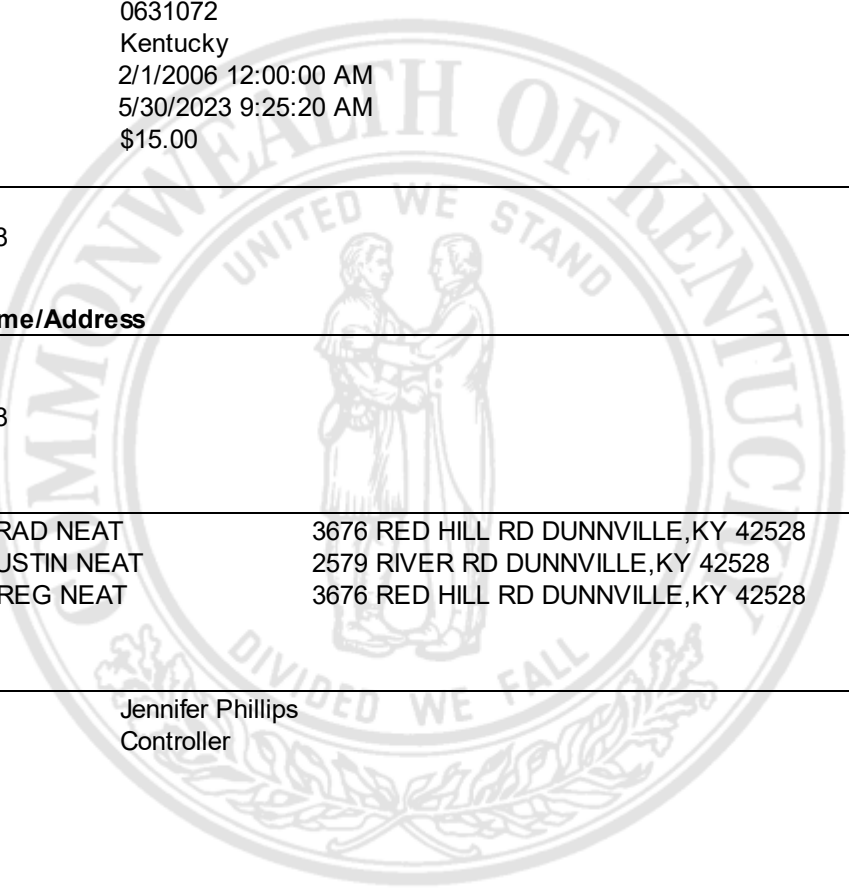 0631072
Kentucky
2/1/2006 12:00:00 AM
5/30/2023 9:25:20 AM
$15.00
COMMONWEALTH OF KENTUCKY
UNITED WE STAND
8
me/Address
8
RAD NEAT 3676 RED HILL RD DUNNVILLE,KY 42528
USTIN NEAT 2579 RIVER RD DUNNVILLE,KY 42528
REG NEAT 3676 RED HILL RD DUNNVILLE,KY 42528
DIVIDED WE FALL
Jennifer Phillips
Controller